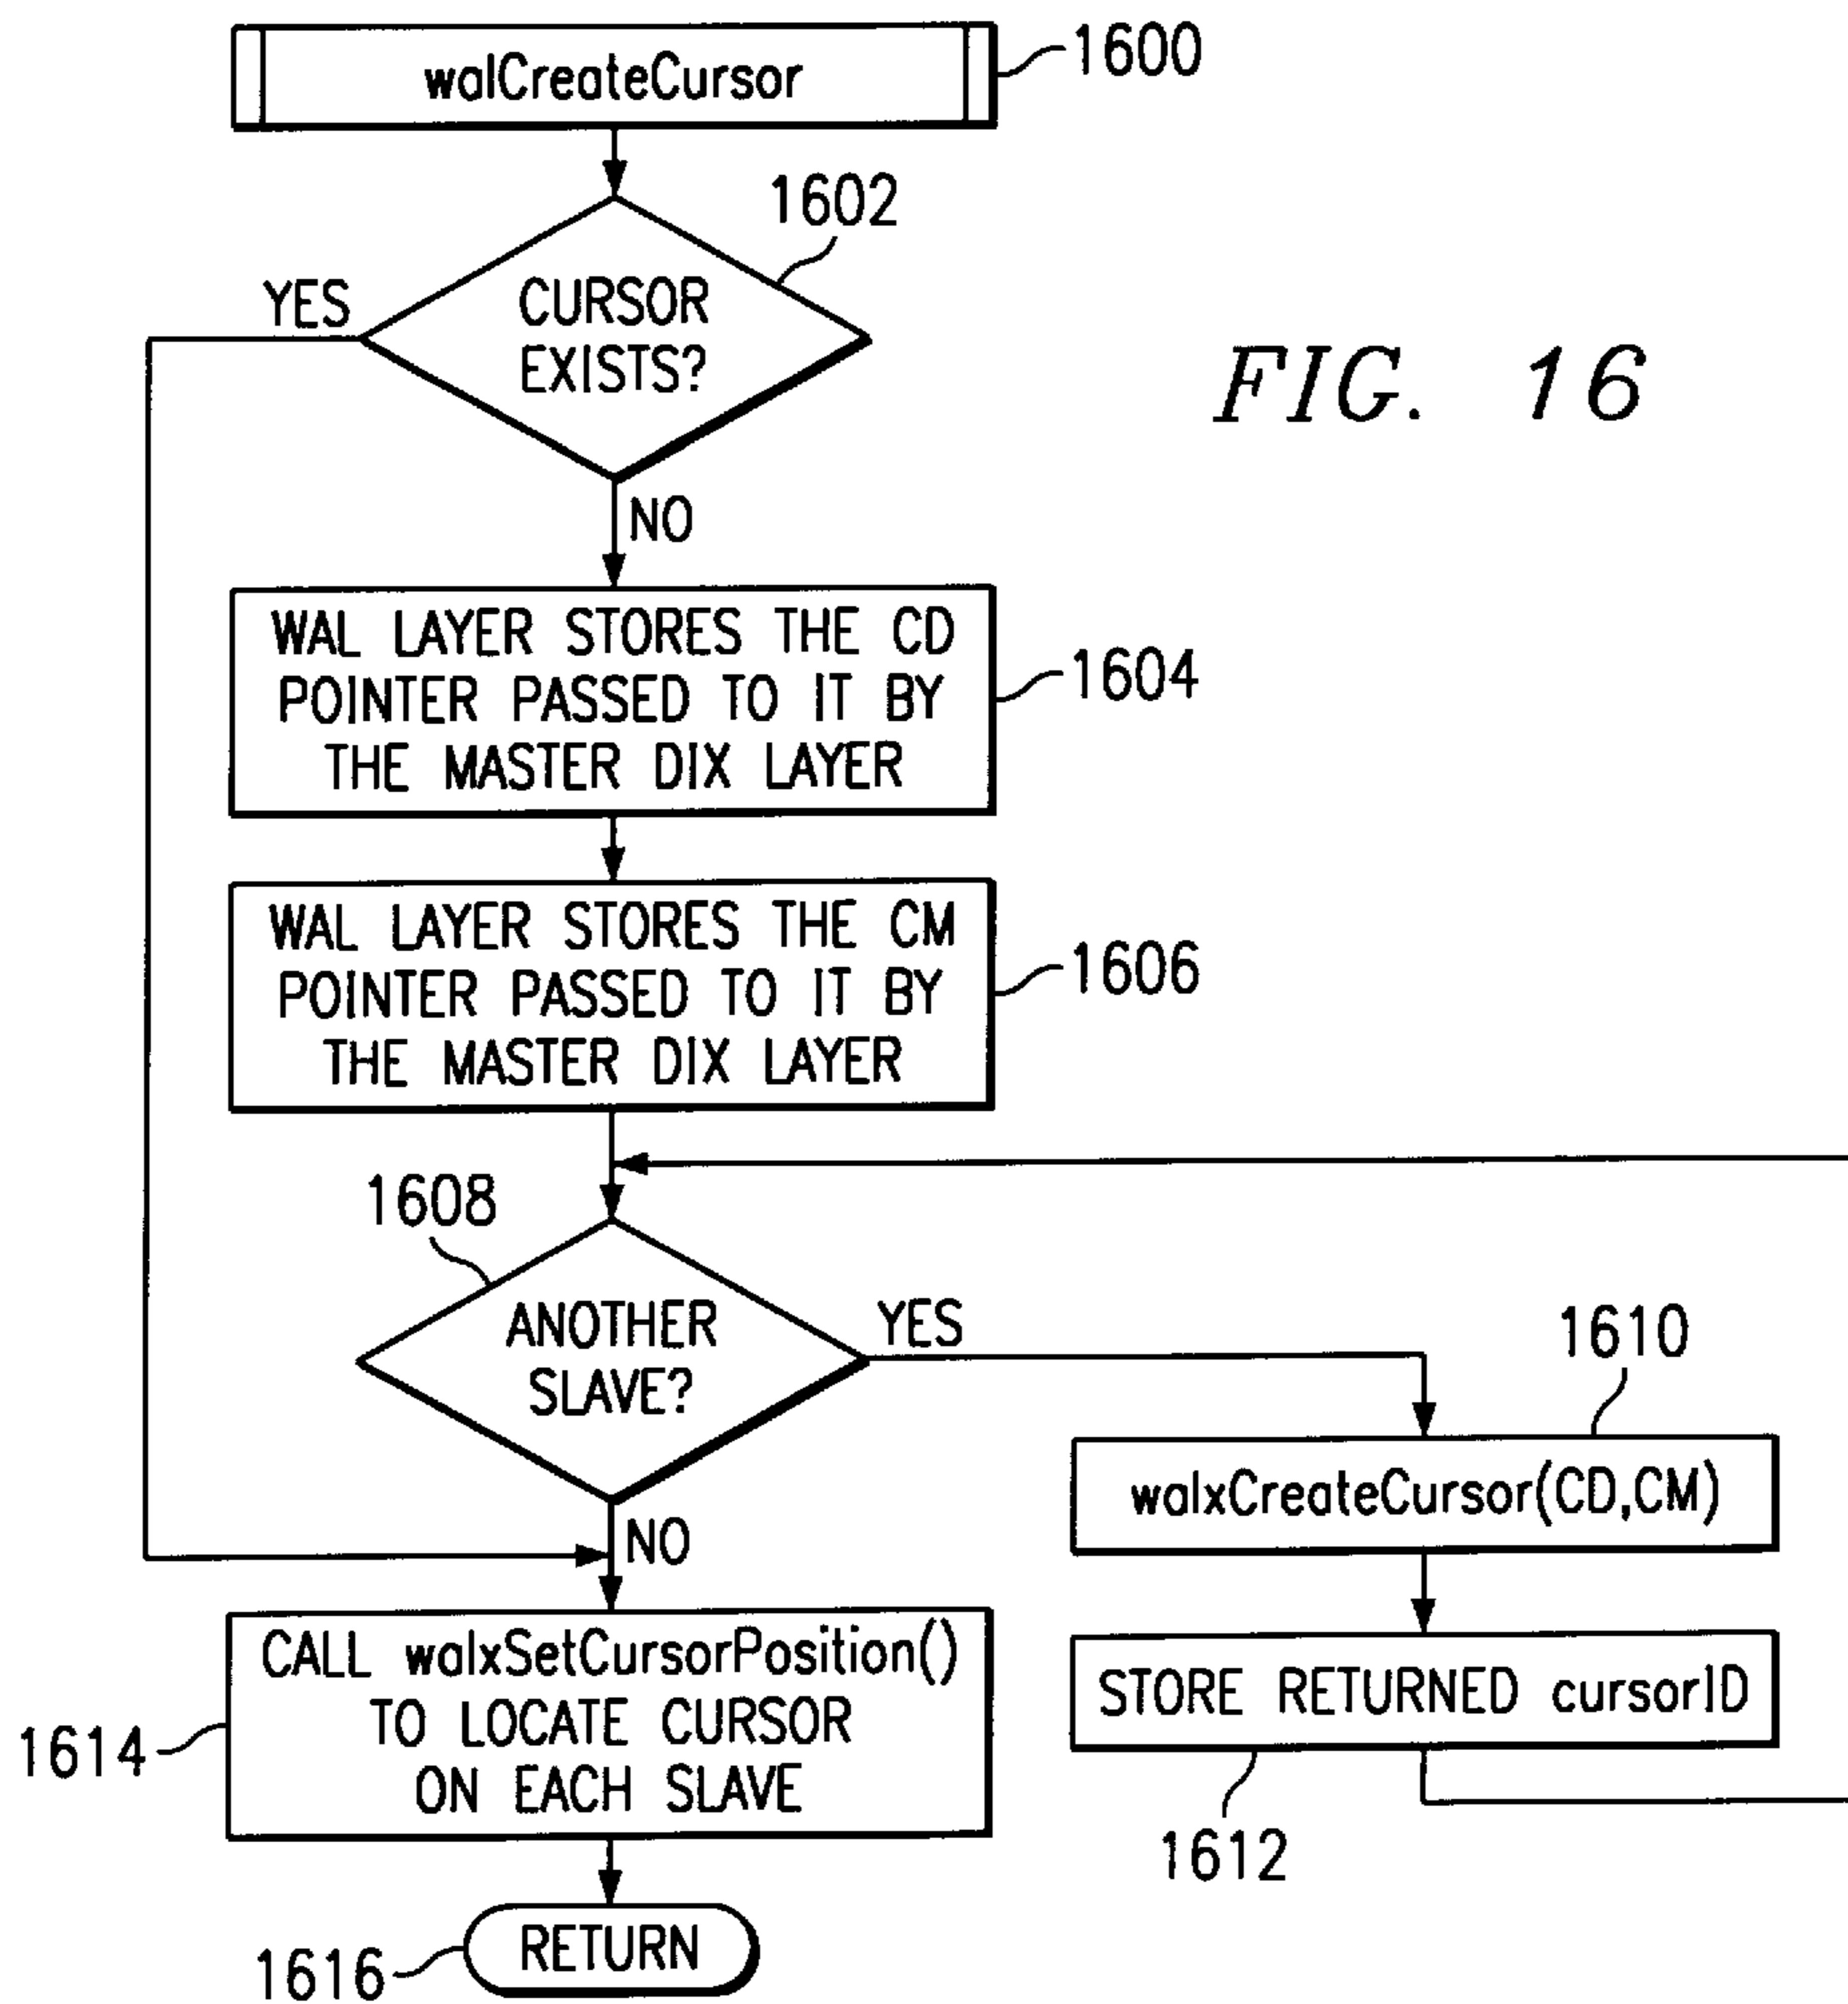 walCreateCursor
1600
1602
YES
CURSOR
EXISTS?
FIG. 16
NO
WAL LAYER STORES THE CD
POINTER PASSED TO IT BY
THE MASTER DIX LAYER
1604
WAL LAYER STORES THE CM
POINTER PASSED TO IT BY
THE MASTER DIX LAYER
1606
1608
ANOTHER
SLAVE?
YES
1610
walxCreateCursor(CD,CM)
NO
STORE RETURNED cursorID
1612
CALL walxSetCursorPosition()
TO LOCATE CURSOR
ON EACH SLAVE
1614
RETURN
1616